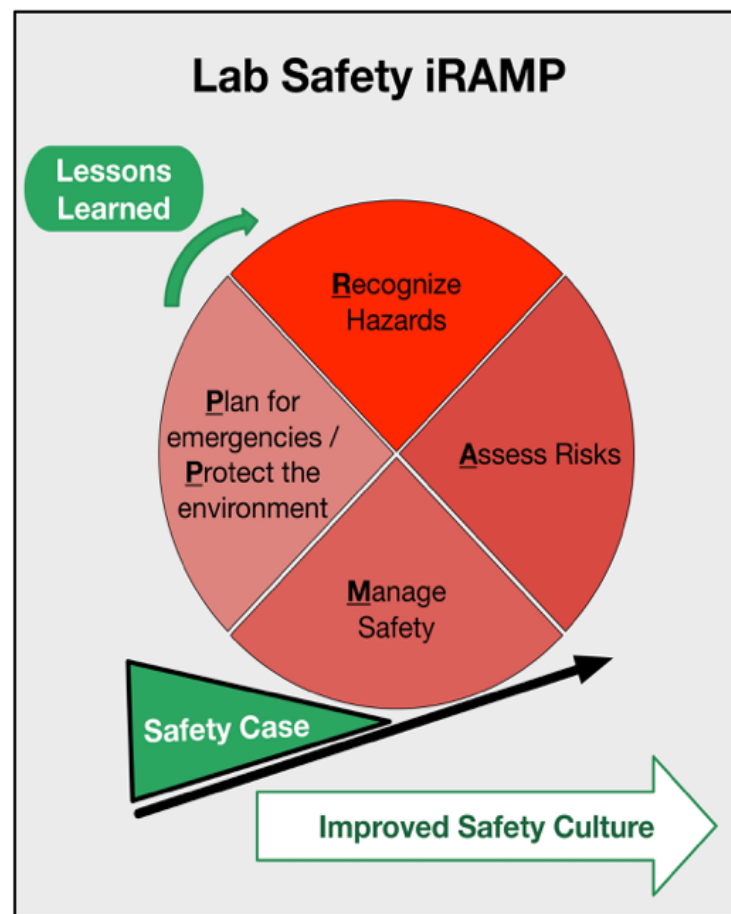 Lab Safety iRAMP
Lessons
Learned
Recognize
Hazards
Plan for
emergencies /
Protect the
environment
Assess Risks
Manage
Safety
Safety Case
Improved Safety Culture